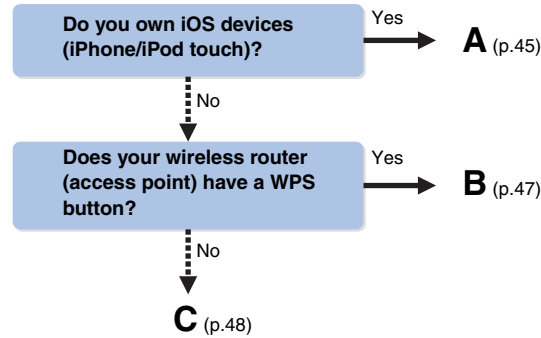 Do you own iOS devices
(iPhone/iPod touch)?
Yes
A (p.45)
No
Does your wireless router
(access point) have a WPS
button?
Yes
B (p.47)
No
C (p.48)